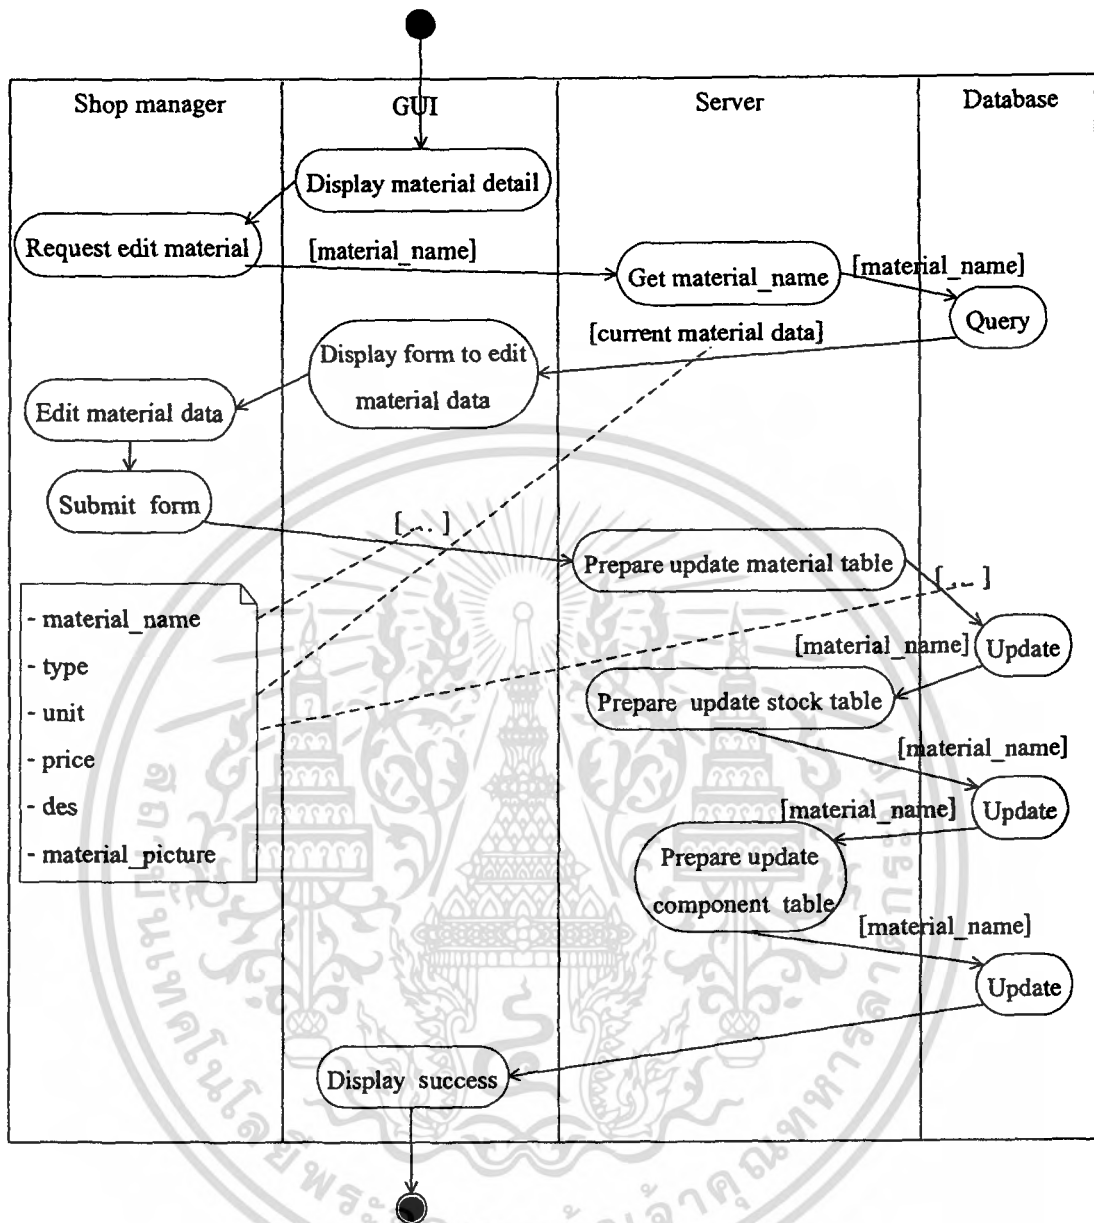 Shop manager
GUI
Server
Database
Display material detail
Request edit material
[material_name]
Get material_name
[material_name]
Query
[current material data]
Display form to edit
material data
Edit material data
Submit form
[...]
Prepare update material table
[...]
- material_name
- type
- unit
- price
- des
- material_picture
[material_name]
Update
Prepare update stock table
[material_name]
Update
[material_name]
Prepare update
component table
[material_name]
Update
Display success